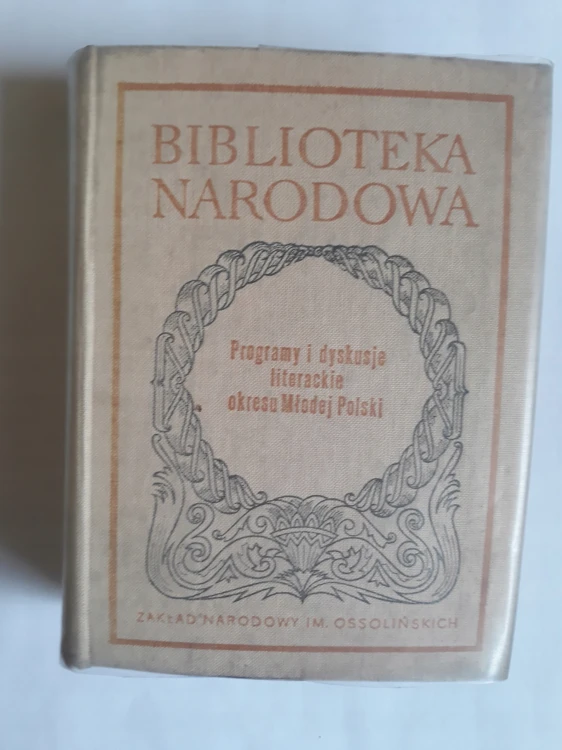 BIBLIOTEKA
NARODOWA
Programy i dyskusje
literackie
okresu Młodej Polski
ZAKŁAD NARODOWY IM. OSSOLIŃSKICH